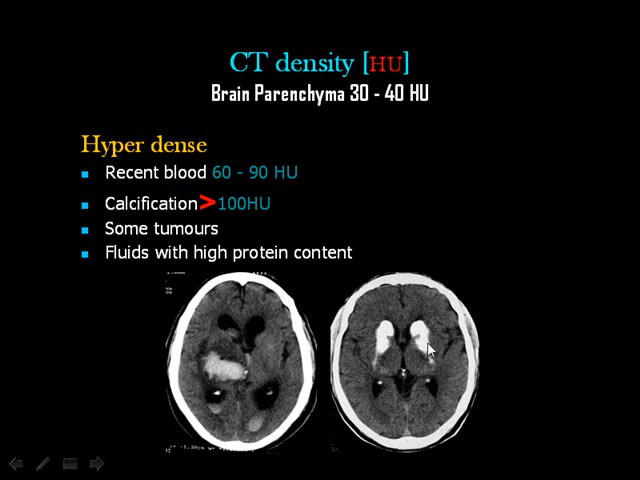 CT density [HU]
Brain Parenchyma 30 - 40 HU
Hyper dense
Recent blood 60 - 90 HU
Calcification>100HU
Some tumours
Fluids with high protein content